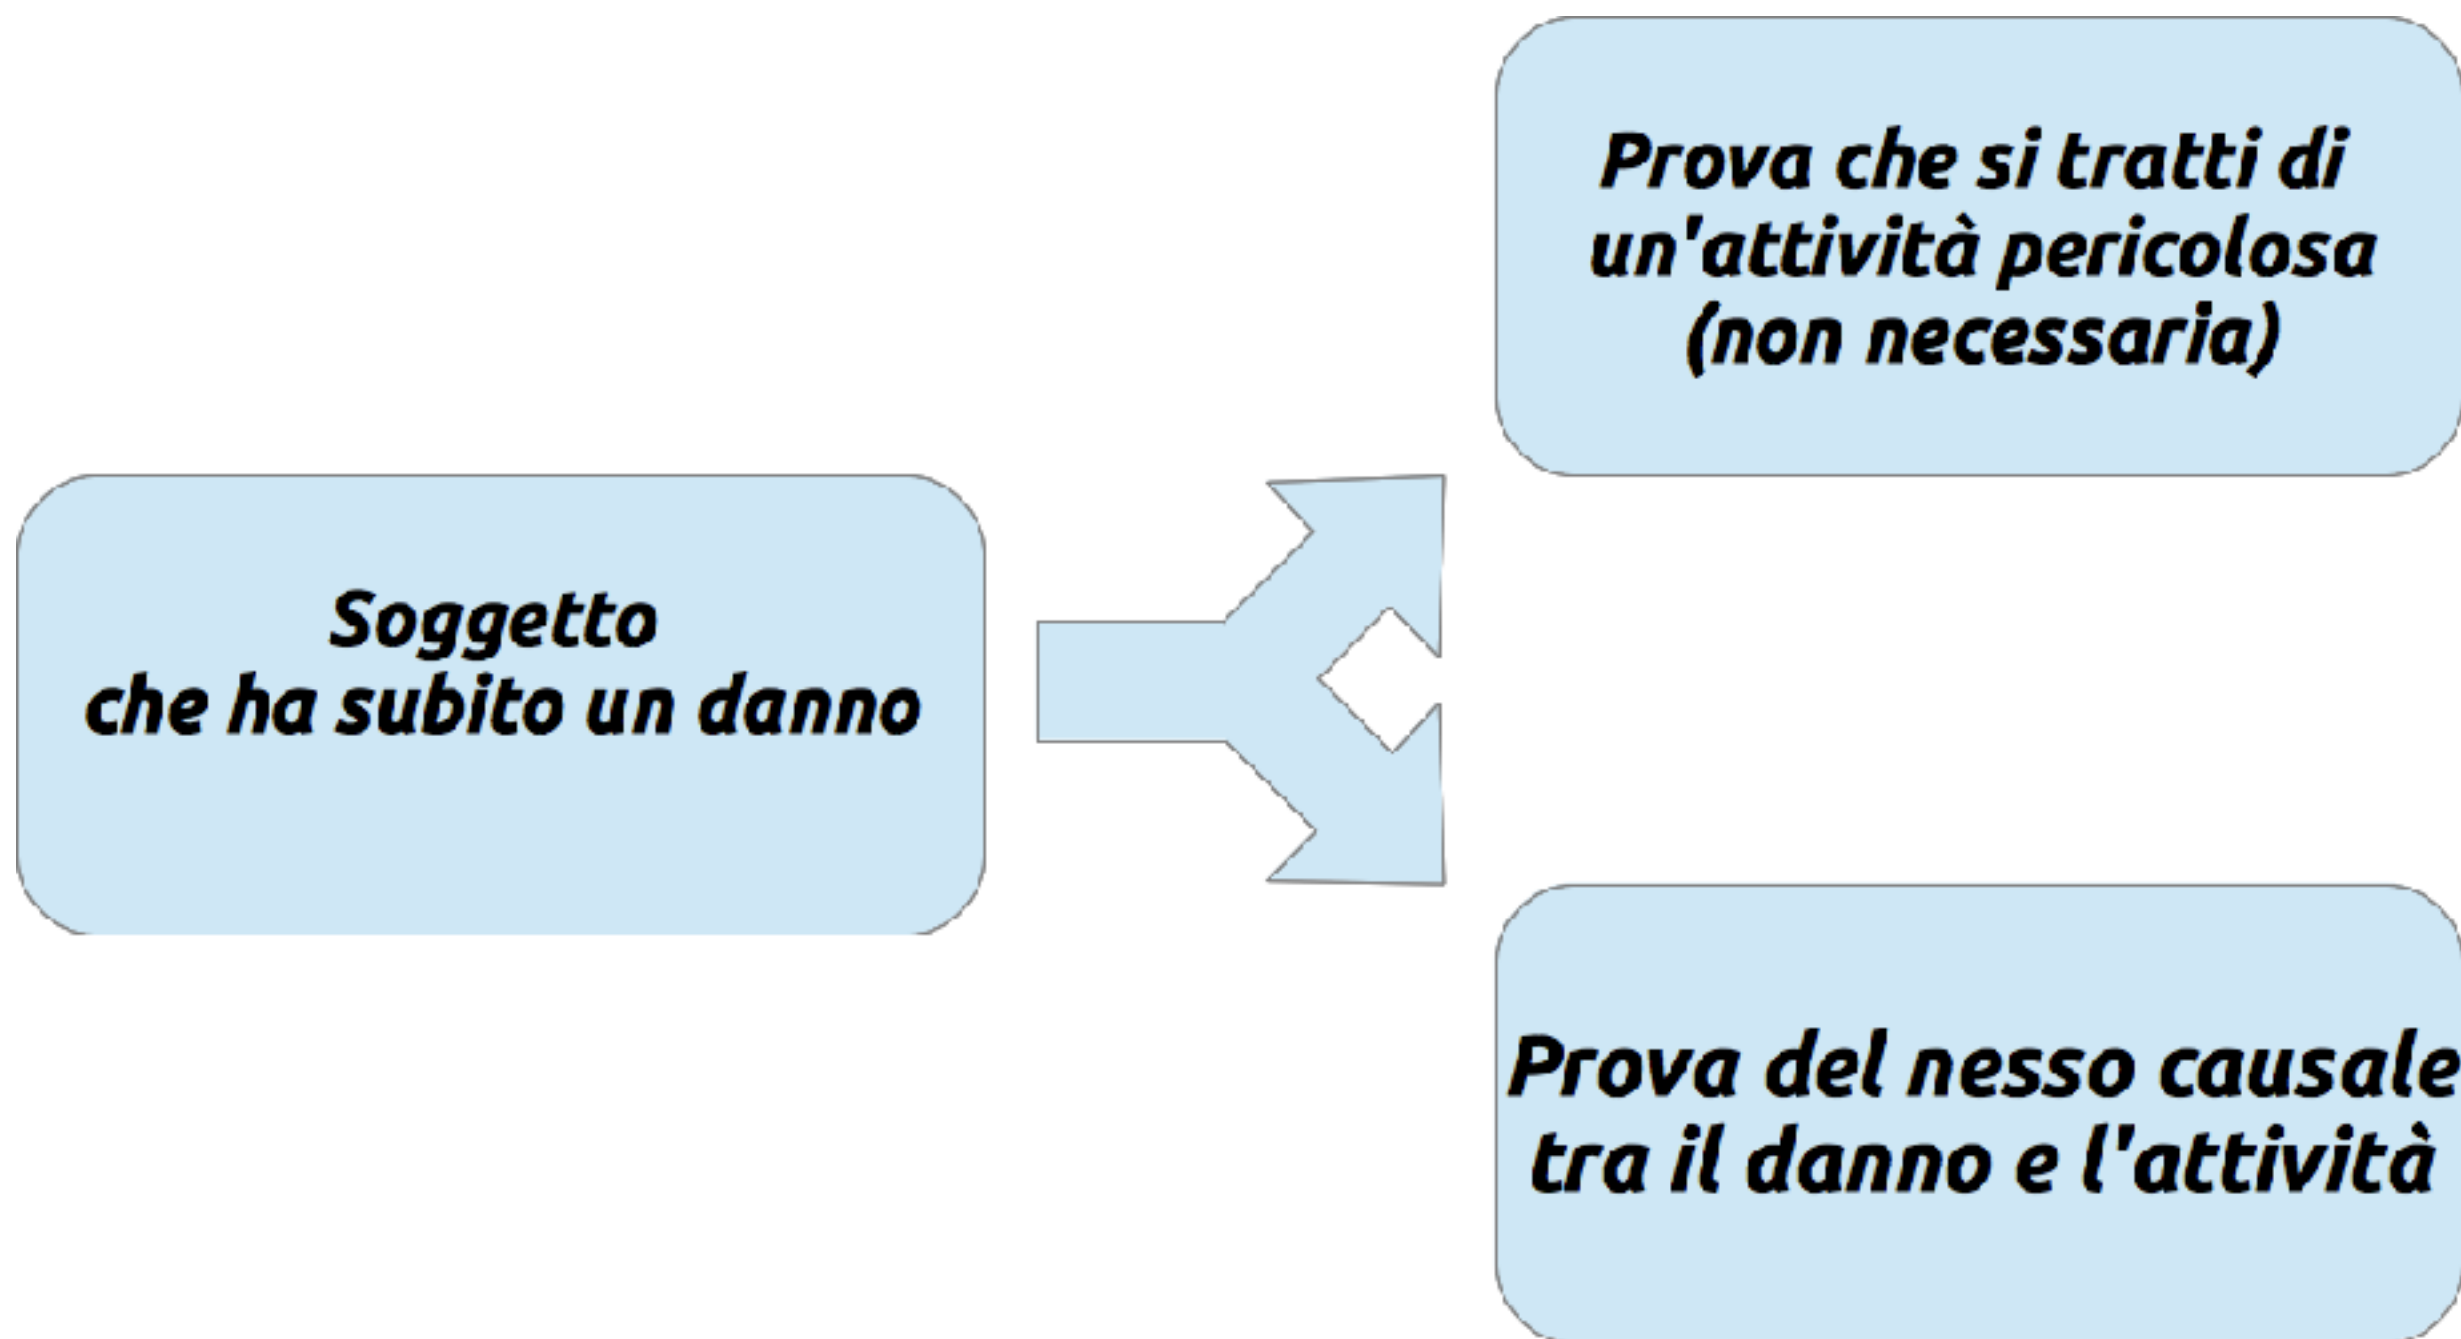 Soggetto
che ha subito un danno
Prova che si tratti di
un'attività pericolosa
(non necessaria)
Prova del nesso causale
tra il danno e l'attività